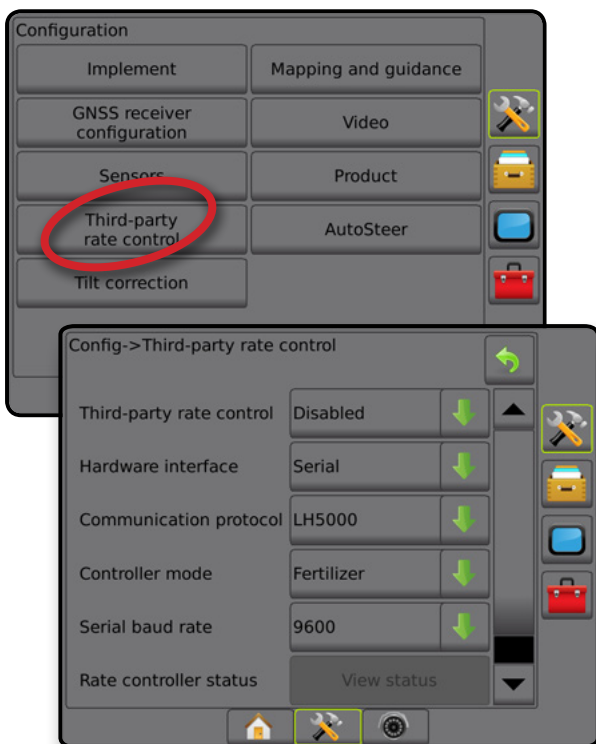 Configuration
Implement
Mapping and guidance
GNSS receiver
configuration
Video
Sensors
Product
Third-party
rate control
AutoSteer
Tilt correction
Config->Third-party rate control
Third-party rate control
Disabled
Hardware interface
Serial
Communication protocol
LH5000
Controller mode
Fertilizer
Serial baud rate
9600
Rate controller status
View status